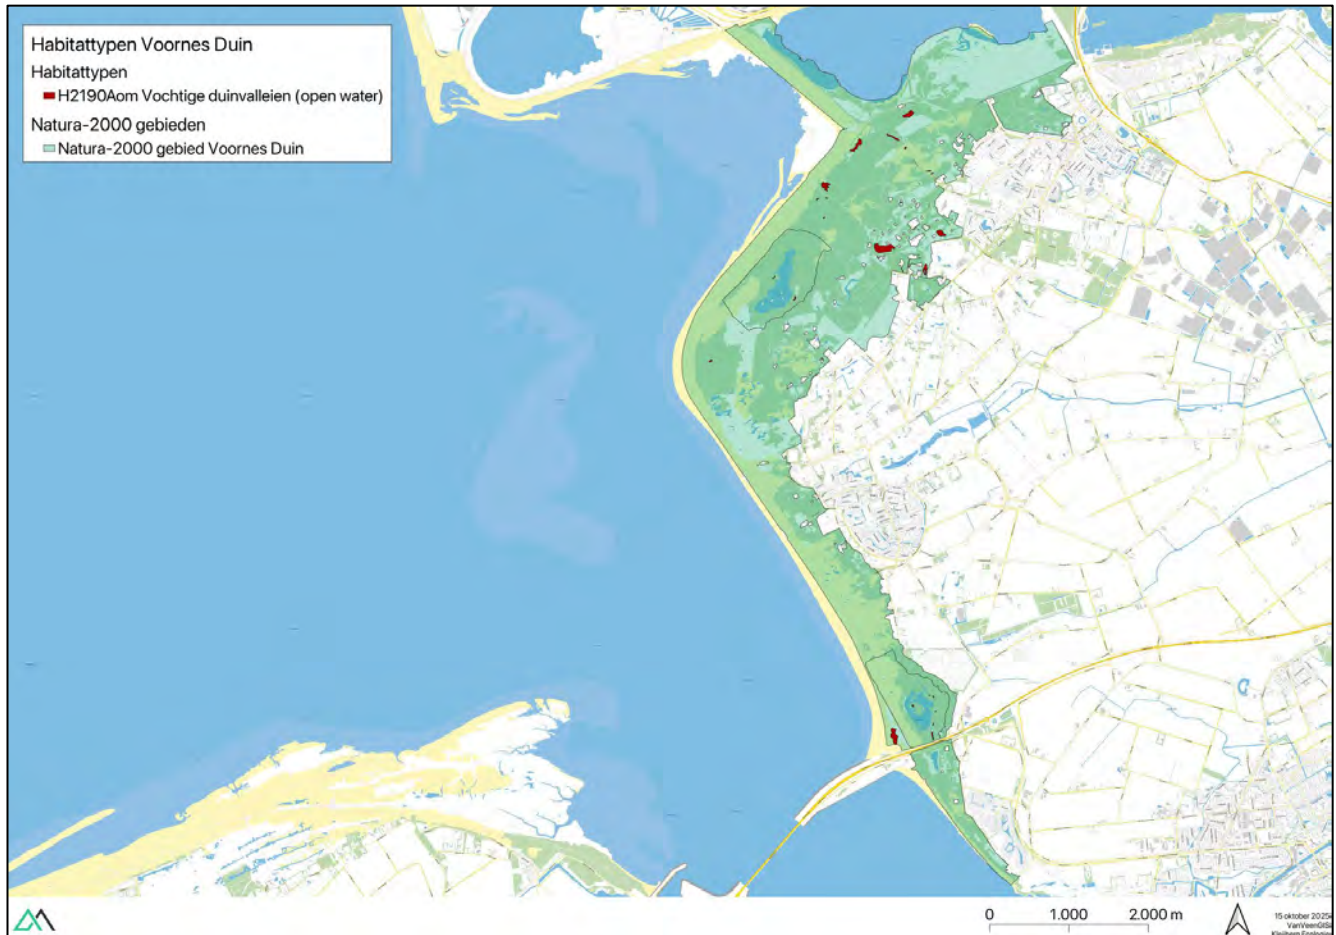 Habitattypen Voornes Duin
Habitattypen
H2190Aom Vochtige duinvalleien (open water)
Natura-2000 gebieden
Natura-2000 gebied Voornes Duin
0 1.000 2.000 m
15 oktober 2025
VanVeenGIS